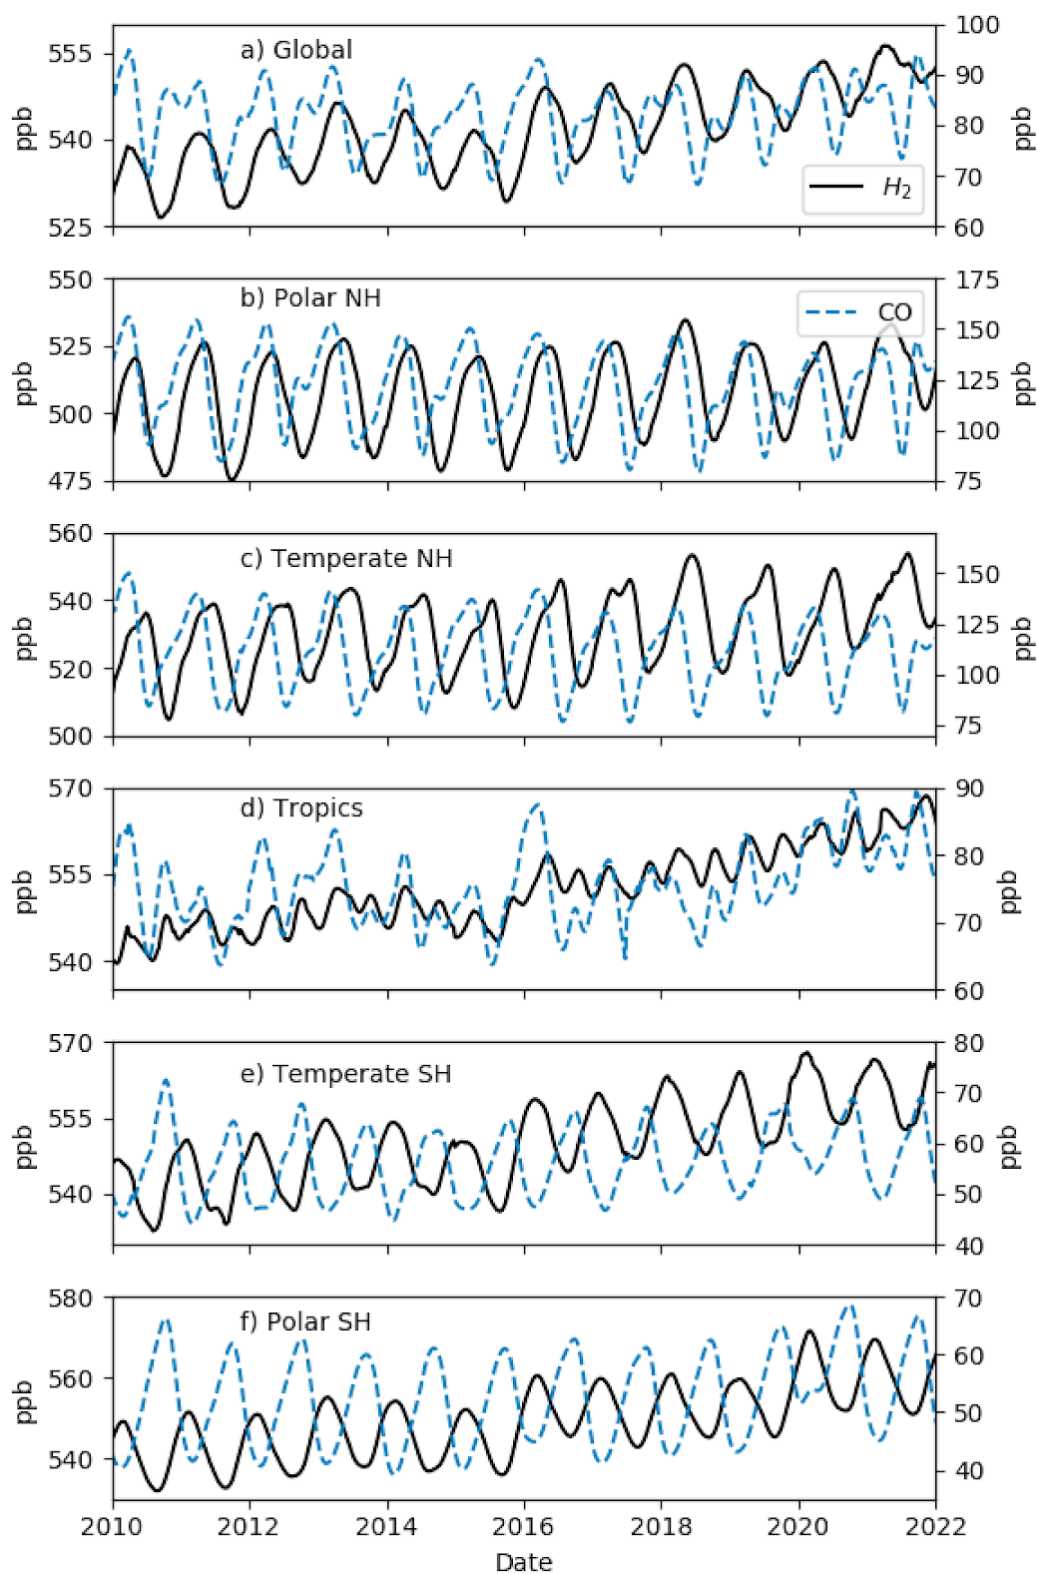 a) Global
555
540
525
ppb
100
90
80
70
60
ppb
H2
b) Polar NH
550
525
500
475
ppb
175
150
125
100
75
ppb
CO
c) Temperate NH
560
540
520
500
ppb
150
125
100
75
ppb
d) Tropics
570
555
540
ppb
90
80
70
60
ppb
e) Temperate SH
570
555
540
ppb
80
70
60
50
40
ppb
f) Polar SH
580
560
540
ppb
70
60
50
40
ppb
2010 2012 2014 2016 2018 2020 2022
Date